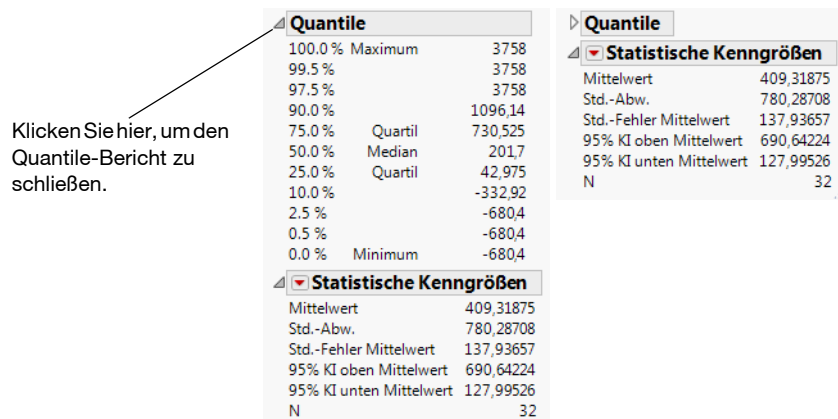 Klicken Sie hier, um den
Quantile-Bericht zu
schließen.
Quantile
100.0 % Maximum 3758
99.5 % 3758
97.5 % 3758
90.0 % 1096,14
75.0 % Quartil 730,525
50.0 % Median 201,7
25.0 % Quartil 42,975
10.0 % -332,92
2.5 % -680,4
0.5 % -680,4
0.0 % Minimum -680,4
Statistische Kenngrößen
Mittelwert 409,31875
Std.-Abw. 780,28708
Std.-Fehler Mittelwert 137,93657
95% KI oben Mittelwert 690,64224
95% KI unten Mittelwert 127,99526
N 32
Quantile
Statistische Kenngrößen
Mittelwert 409,31875
Std.-Abw. 780,28708
Std.-Fehler Mittelwert 137,93657
95% KI oben Mittelwert 690,64224
95% KI unten Mittelwert 127,99526
N 32